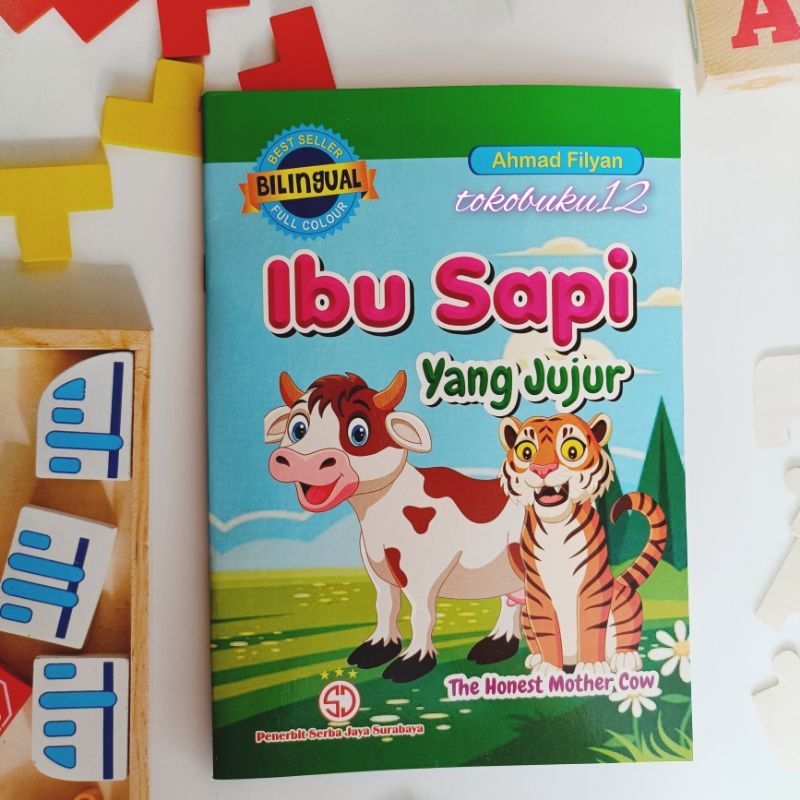 A
BEST SELLER
BILINGUAL
FULL COLOUR
Ahmad Filyan
tokobuku12
Ibu Sapi
Yang Jujur
The Honest Mother Cow
SJ
Penerbit Serba Jaya Surabaya